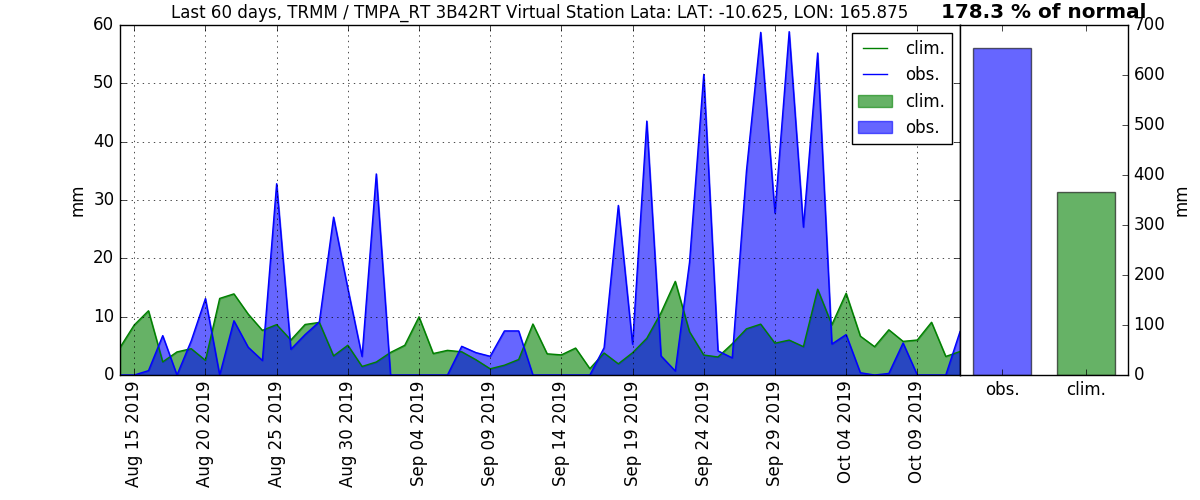 Last 60 days, TRMM / TMPA_RT 3B42RT Virtual Station Lata: LAT: -10.625, LON: 165.875
178.3 % of normal
60
50
40
30
20
10
0
mm
clim.
obs.
clim.
obs.
700
600
500
400
300
200
100
0
mm
obs.
clim.
Aug 15 2019
Aug 20 2019
Aug 25 2019
Aug 30 2019
Sep 04 2019
Sep 09 2019
Sep 14 2019
Sep 19 2019
Sep 24 2019
Sep 29 2019
Oct 04 2019
Oct 09 2019